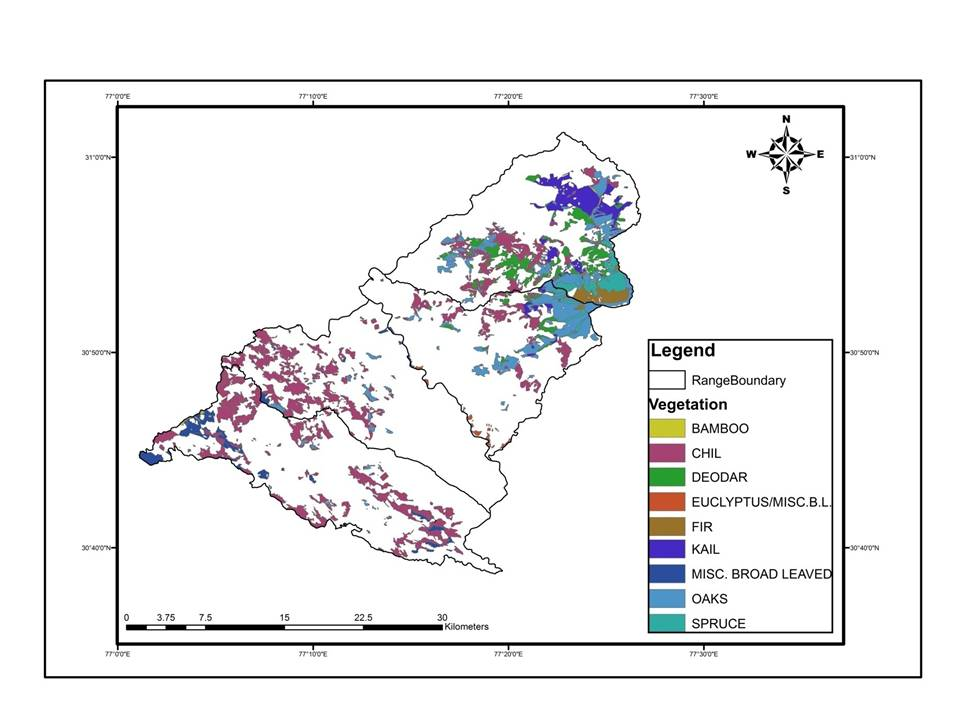 77°0'0"E 77°10'0"E 77°20'0"E 77°30'0"E
N
W E
S
31°0'0"N 31°0'0"N
30°50'0"N 30°50'0"N
30°40'0"N 30°40'0"N
Legend
RangeBoundary
Vegetation
BAMBOO
CHIL
DEODAR
EUCLYPTUS/MISC.B.L.
FIR
KAIL
MISC. BROAD LEAVED
OAKS
SPRUCE
0 3.75 7.5 15 22.5 30
Kilometers
77°0'0"E 77°10'0"E 77°20'0"E 77°30'0"E